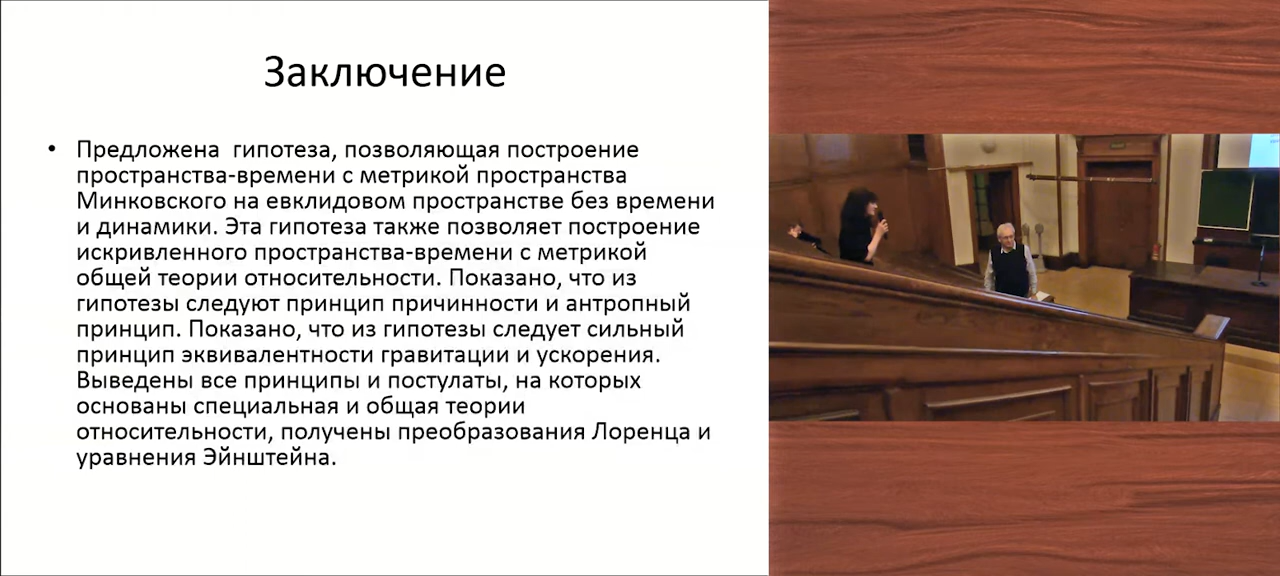 Заключение
• Предложена  гипотеза, позволяющая построение
пространства-времени с метрикой пространства
Минковского на евклидовом пространстве без времени
и динамики. Эта гипотеза также позволяет построение
искривленного пространства-времени с метрикой
общей теории относительности. Показано, что из
гипотезы следуют принцип причинности и антропный
принцип. Показано, что из гипотезы следует сильный
принцип эквивалентности гравитации и ускорения.
Выведены все принципы и постулаты, на которых
основаны специальная и общая теории
относительности, получены преобразования Лоренца и
уравнения Эйнштейна.